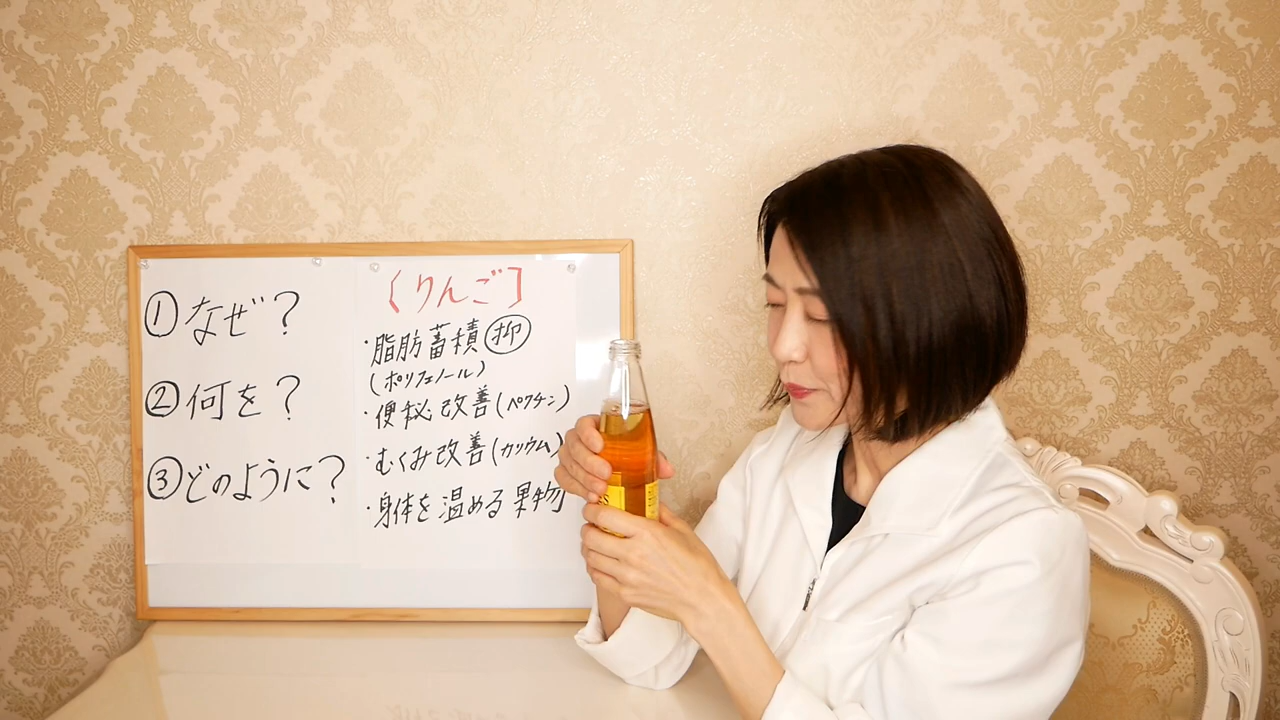 ①なぜ?
②何を?
③どのように?
[りんご]
・脂肪蓄積㊥抑
(ポリフェノール)
・便秘改善(ペクチン)
・むくみ改善(カリウム)
・身体を温める果物